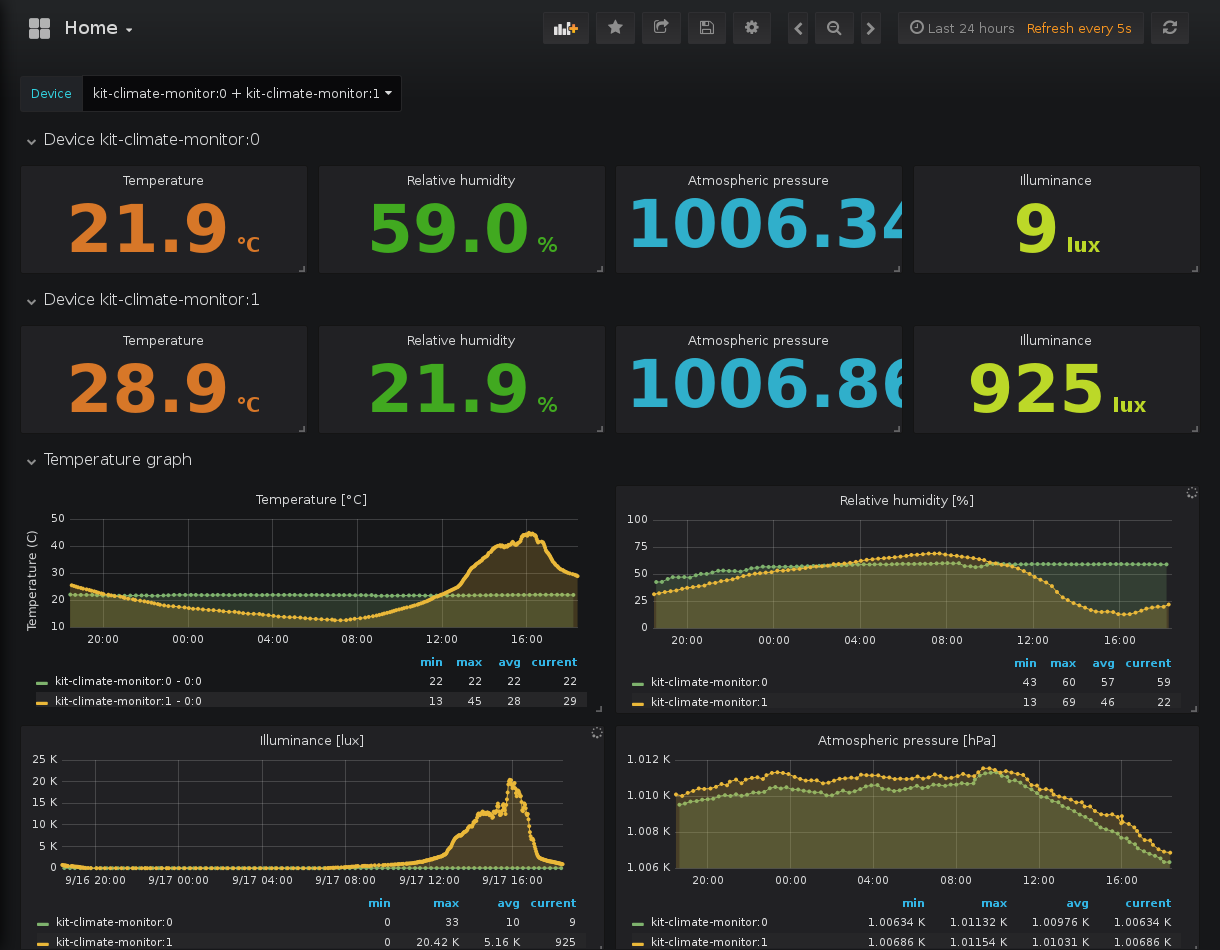 Home
Last 24 hours Refresh every 5s
Device kit-climate-monitor:0 + kit-climate-monitor:1
Device kit-climate-monitor:0
Temperature Relative humidity Atmospheric pressure Illuminance
21.9 °C 59.0 % 1006.34 9 lux
Device kit-climate-monitor:1
Temperature Relative humidity Atmospheric pressure Illuminance
28.9 °C 21.9 % 1006.86 925 lux
Temperature graph
Temperature [°C]
Temperature (C)
50
40
30
20
10
20:00 00:00 04:00 08:00 12:00 16:00
min max avg current
kit-climate-monitor:0 - 0:0 22 22 22 22
kit-climate-monitor:1 - 0:0 13 45 28 29
Relative humidity [%]
100
75
50
25
0
20:00 00:00 04:00 08:00 12:00 16:00
min max avg current
kit-climate-monitor:0 43 60 57 59
kit-climate-monitor:1 13 69 46 22
Illuminance [lux]
25 K
20 K
15 K
10 K
5 K
0
9/16 20:00 9/17 00:00 9/17 04:00 9/17 08:00 9/17 12:00 9/17 16:00
min max avg current
kit-climate-monitor:0 0 33 10 9
kit-climate-monitor:1 0 20.42 K 5.16 K 925
Atmospheric pressure [hPa]
1.012 K
1.010 K
1.008 K
1.006 K
20:00 00:00 04:00 08:00 12:00 16:00
min max avg current
kit-climate-monitor:0 1.00634 K 1.01132 K 1.00976 K 1.00634 K
kit-climate-monitor:1 1.00686 K 1.01154 K 1.01031 K 1.00686 K